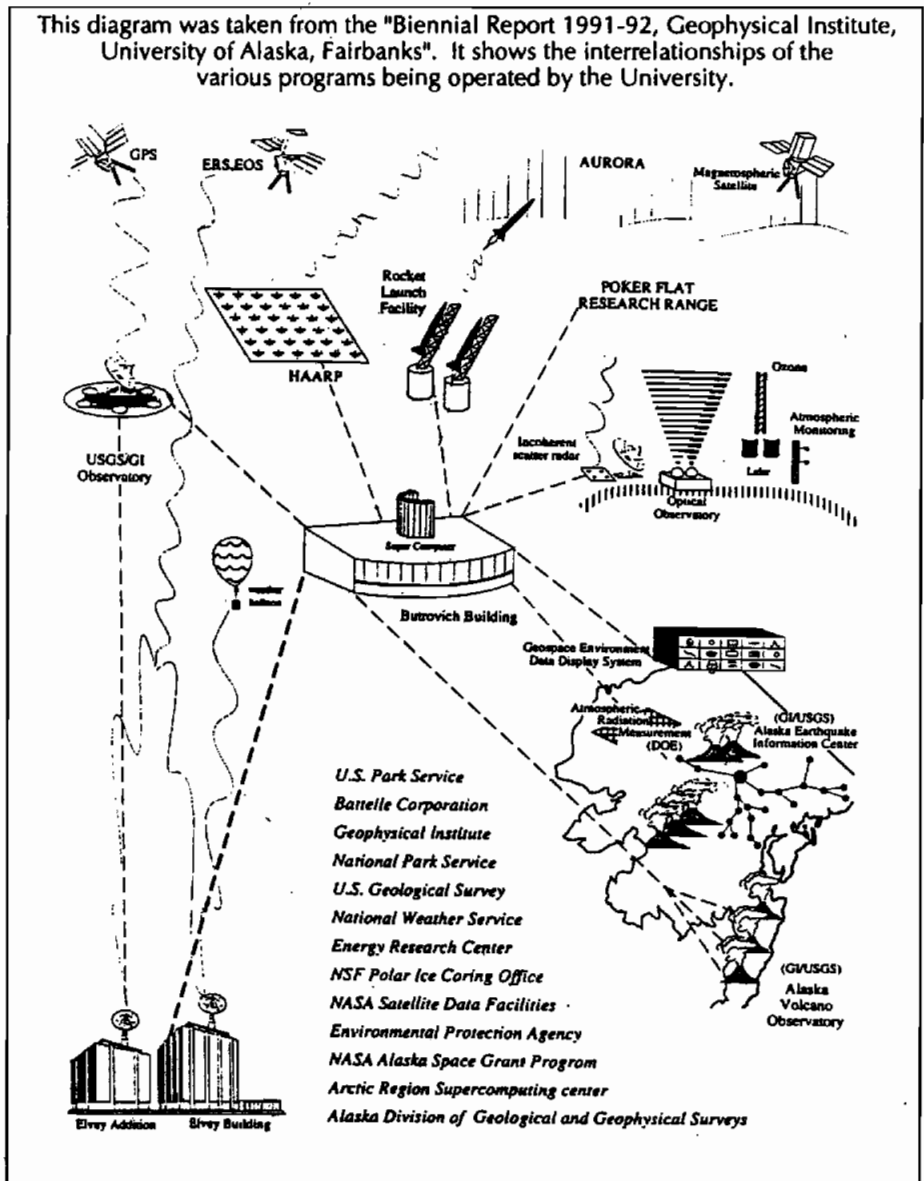 This diagram was taken from the "Biennial Report 1991-92, Geophysical Institute,
University of Alaska, Fairbanks". It shows the interrelationships of the
various programs being operated by the University.
GPS
ERS,EOS
AURORA
Magnetospheric
Satellite
Rocket
Launch
Facility
POKER FLAT
RESEARCH RANGE
HAARP
Ozone
Atmospheric
Monitoring
USGS/GI
Observatory
Incoherent
scatter radar
Lidar
Optical
Observatory
Super Computer
weather
balloon
Butrovich Building
Geospace Environment
Data Display System
Atmospheric
Radiation
Measurement
(DOE)
(GI/USGS)
Alaska Earthquake
Information Center
U.S. Park Service
Battelle Corporation
Geophysical Institute
National Park Service
U.S. Geological Survey
National Weather Service
Energy Research Center
NSF Polar Ice Coring Office
NASA Satellite Data Facilities
Environmental Protection Agency
NASA Alaska Space Grant Program
Arctic Region Supercomputing center
Alaska Division of Geological and Geophysical Surveys
(GI/USGS)
Alaska
Volcano
Observatory
Elvey Addition
Elvey Building